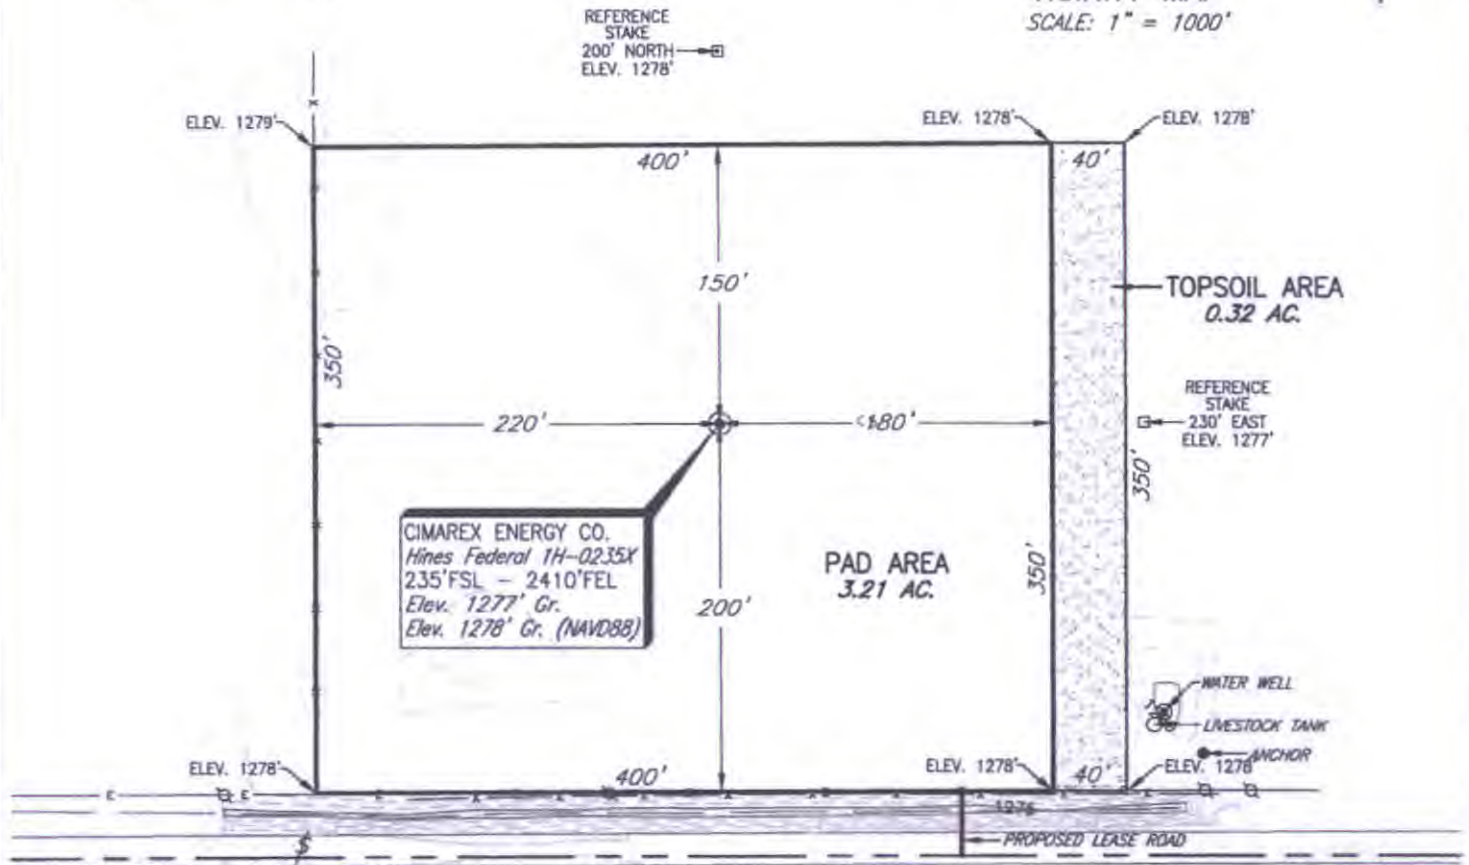 SCALE: 1" = 1000'
REFERENCE
STAKE
200' NORTH
ELEV. 1278'
ELEV. 1279'
ELEV. 1278'
ELEV. 1278'
400'
40'
150'
TOPSOIL AREA
0.32 AC.
350'
REFERENCE
STAKE
230' EAST
ELEV. 1277'
220'
180'
350'
CIMAREX ENERGY CO.
Hines Federal 1H-0235X
235'FSL - 2410'FEL
Elev. 1277' Gr.
Elev. 1278' Gr. (NAVD88)
PAD AREA
3.21 AC.
350'
200'
WATER WELL
LIVESTOCK TANK
ANCHOR
ELEV. 1278'
400'
ELEV. 1278'
40'
ELEV. 1278'
E
E
PROPOSED LEASE ROAD